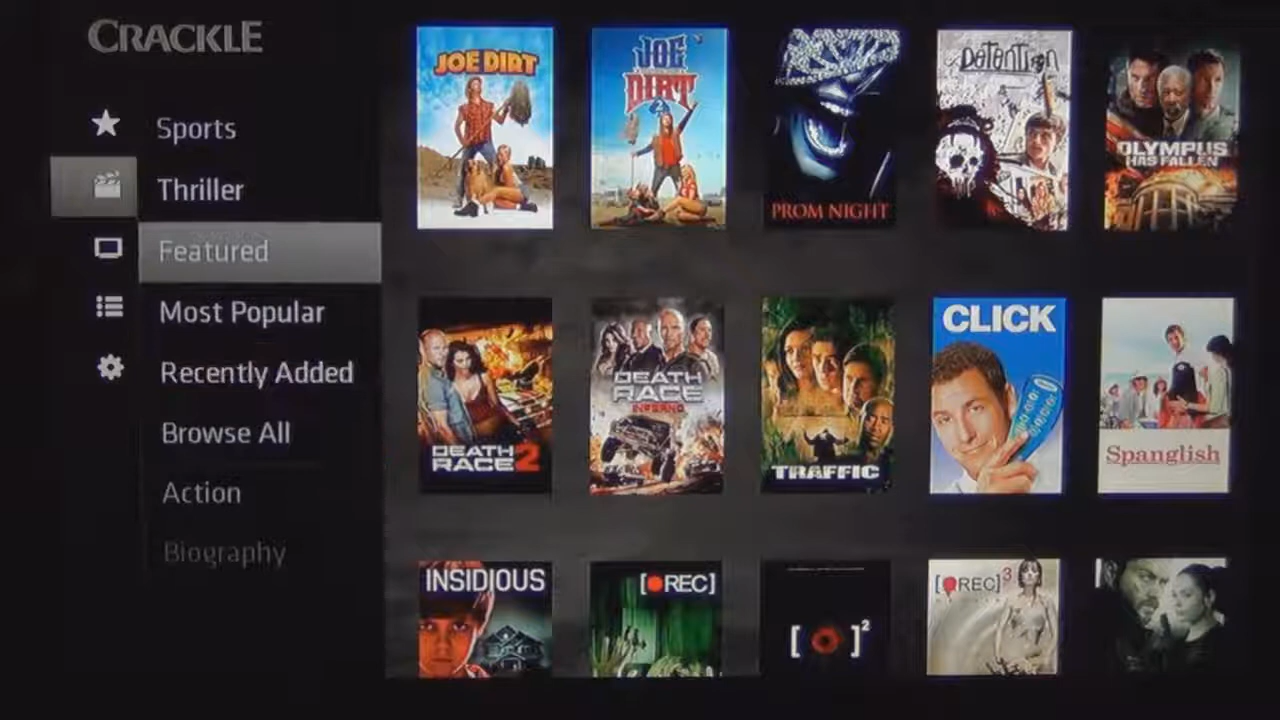 CRACKLE
Sports
Thriller
Featured
Most Popular
Recently Added
Browse All
Action
Biography
JOE DIRT
JOE
DIRT
2
PROM NIGHT
Detention
OLYMPUS
HAS FALLEN
DEATH
RACE 2
DEATH
RACE
INFERNO
TRAFFIC
CLICK
Spanglish
INSIDIOUS
[REC]
[ ]²
[REC]³